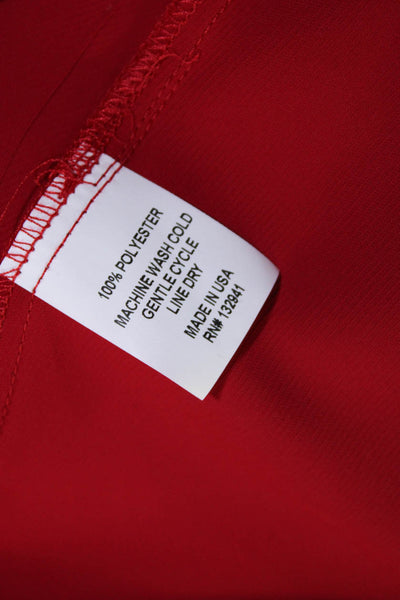 100% POLYESTER
MACHINE WASH COLD
GENTLE CYCLE
LINE DRY
MADE IN USA
RN# 132941